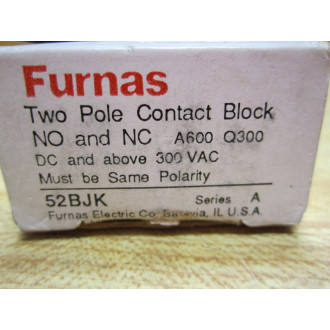 Furnas
Two Pole Contact Block
NO and NC A600 Q300
DC and above 300 VAC
Must be Same Polarity
52BJK Series A
Furnas Electric Co. Batavia, IL U.S.A.